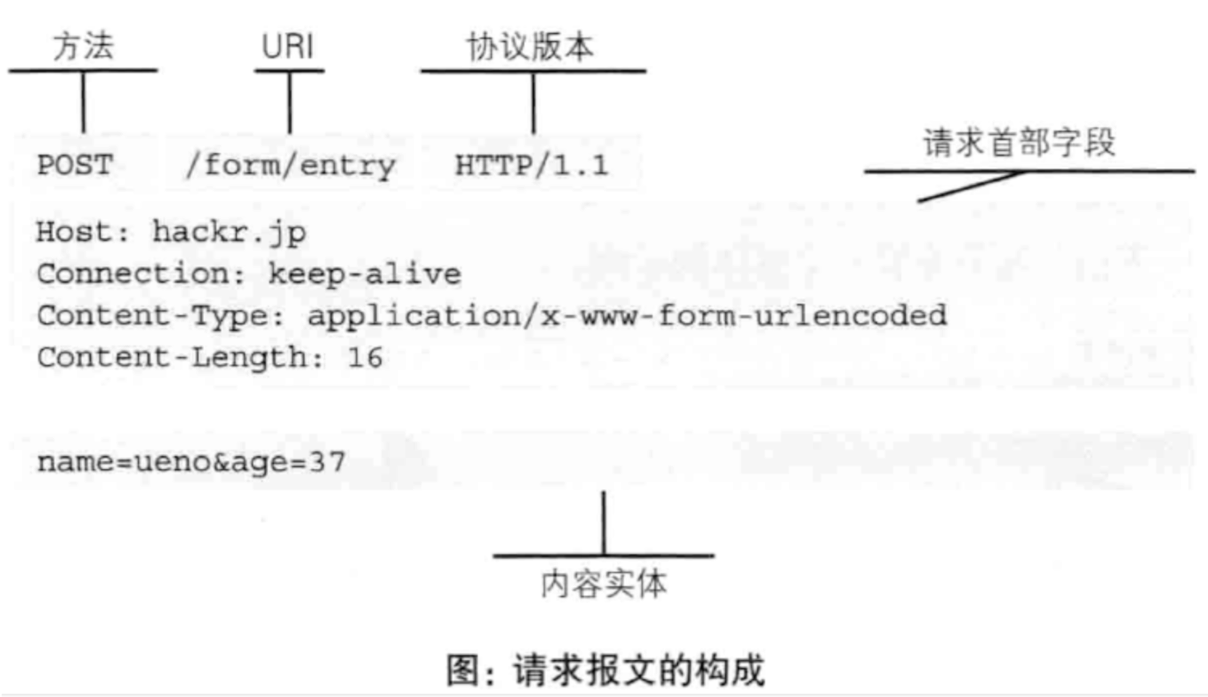 方法 URI 协议版本
请求首部字段
POST /form/entry HTTP/1.1
Host: hackr.jp
Connection: keep-alive
Content-Type: application/x-www-form-urlencoded
Content-Length: 16
name=ueno&age=37
内容实体
图：请求报文的构成